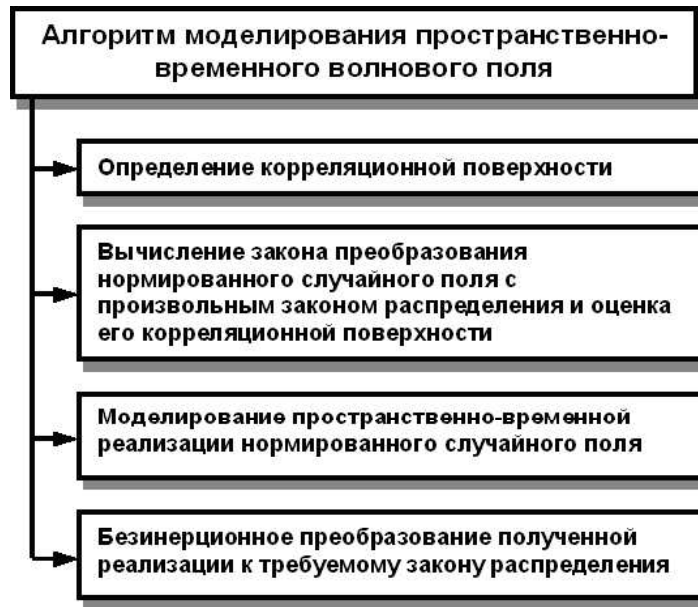 Алгоритм моделирования пространственно-
временного волнового поля
Определение корреляционной поверхности
Вычисление закона преобразования
нормированного случайного поля с
произвольным законом распределения и оценка
его корреляционной поверхности
Моделирование пространственно-временной
реализации нормированного случайного поля
Безинерционное преобразование полученной
реализации к требуемому закону распределения